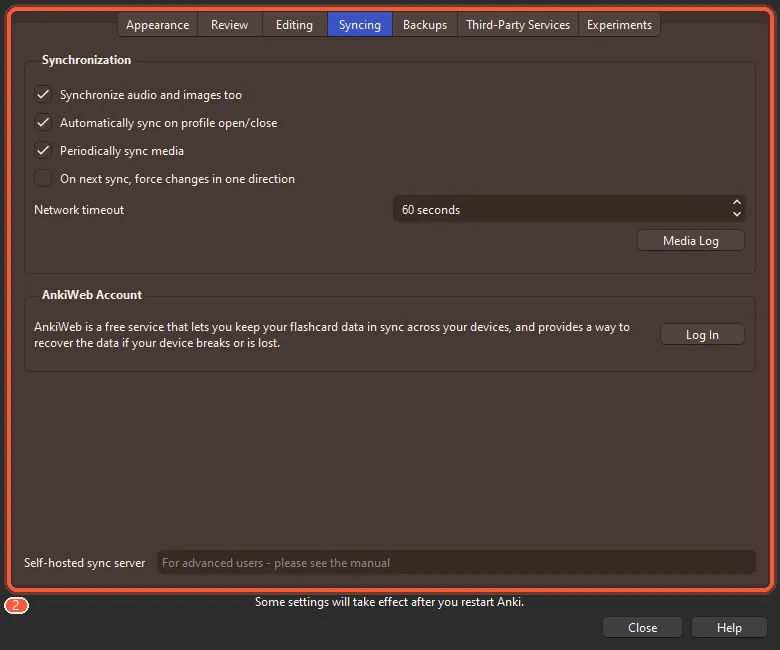 Appearance Review Editing Syncing Backups Third-Party Services Experiments
Synchronization
Synchronize audio and images too
Automatically sync on profile open/close
Periodically sync media
On next sync, force changes in one direction
Network timeout 60 seconds
Media Log
AnkiWeb Account
AnkiWeb is a free service that lets you keep your flashcard data in sync across your devices, and provides a way to
recover the data if your device breaks or is lost.
Log In
Self-hosted sync server For advanced users - please see the manual
Some settings will take effect after you restart Anki.
2
Close Help